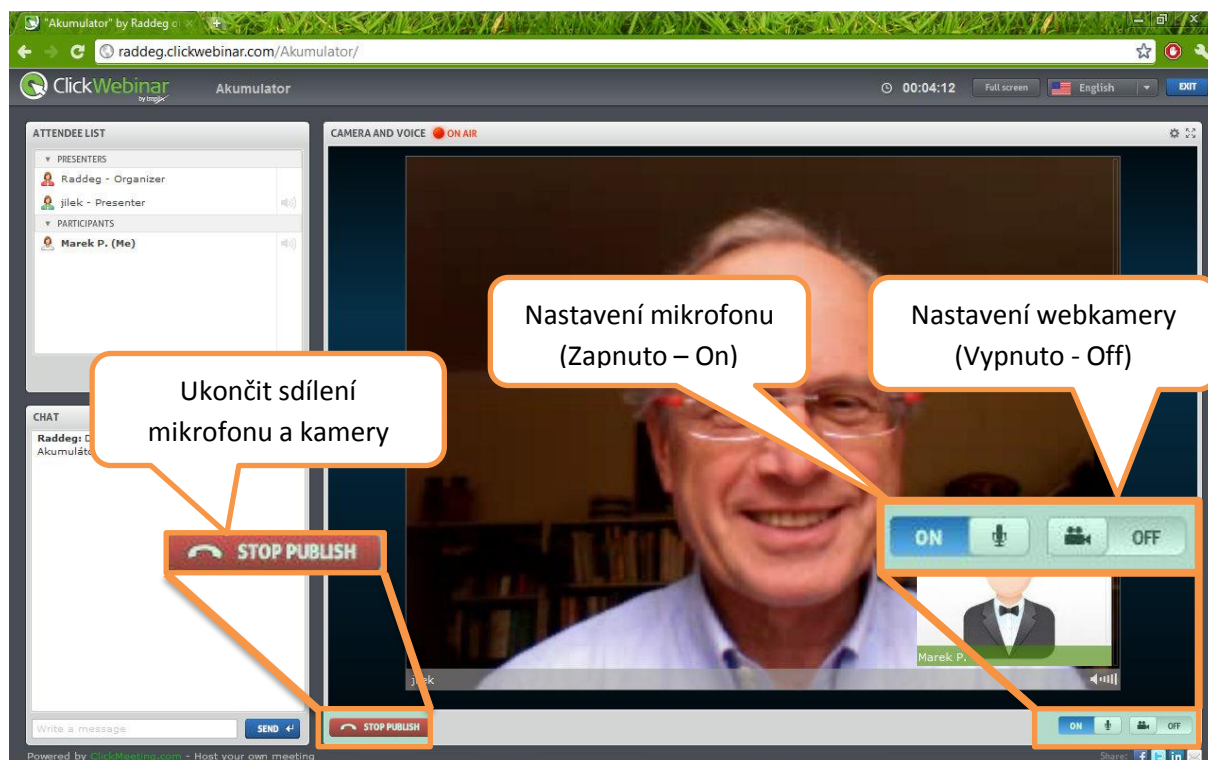 "Akumulator" by Raddeg o
raddeg.clickwebinar.com/Akumulator/
ClickWebinar
Akumulator
00:04:12
Full screen
English
EXIT
ATTENDEE LIST
PRESENTERS
Raddeg - Organizer
jilek - Presenter
PARTICIPANTS
Marek P. (Me)
CAMERA AND VOICE ON AIR
Nastavení mikrofonu
(Zapnuto – On)
Nastavení webkamery
(Vypnuto - Off)
Ukončit sdílení
mikrofonu a kamery
CHAT
Raddeg:
STOP PUBLISH
ON
OFF
Marek P.
jilek
Write a message
SEND
STOP PUBLISH
ON
OFF
Powered by ClickMeeting.com - Host your own meeting
Share: